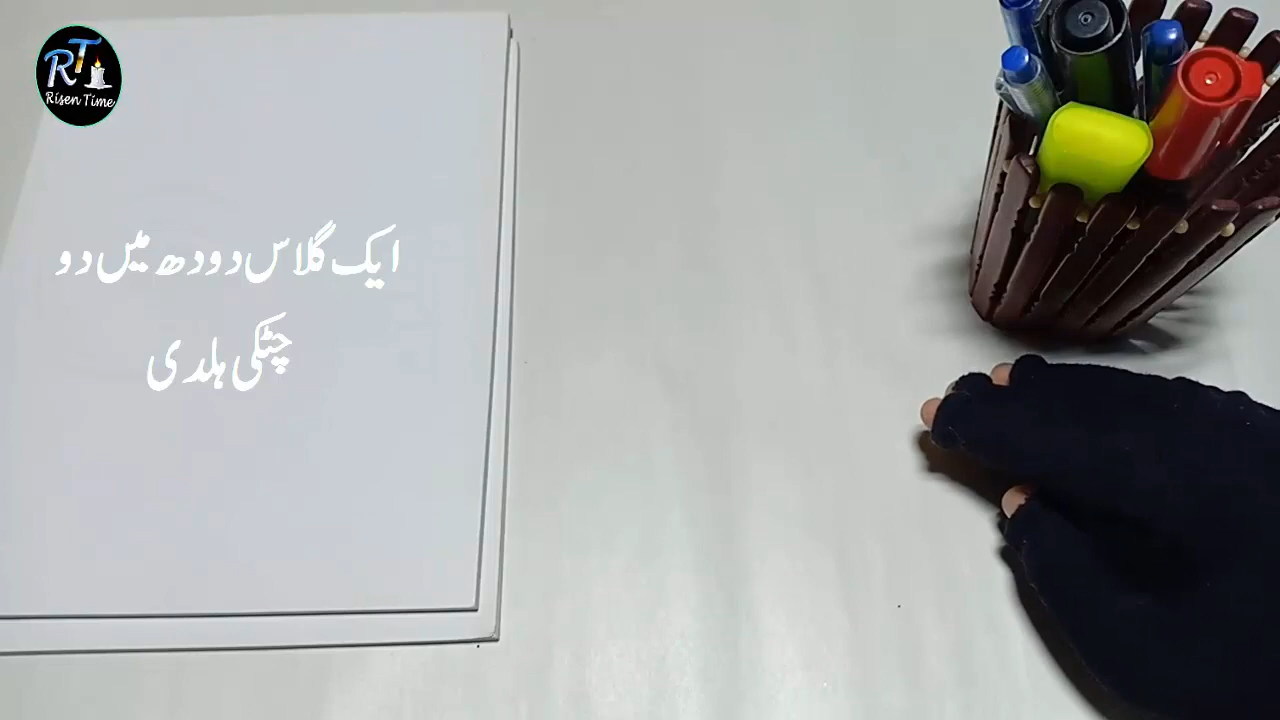 RT
Risen Time
ایک گلاس دودھ میں دو
چٹکی ہلدی